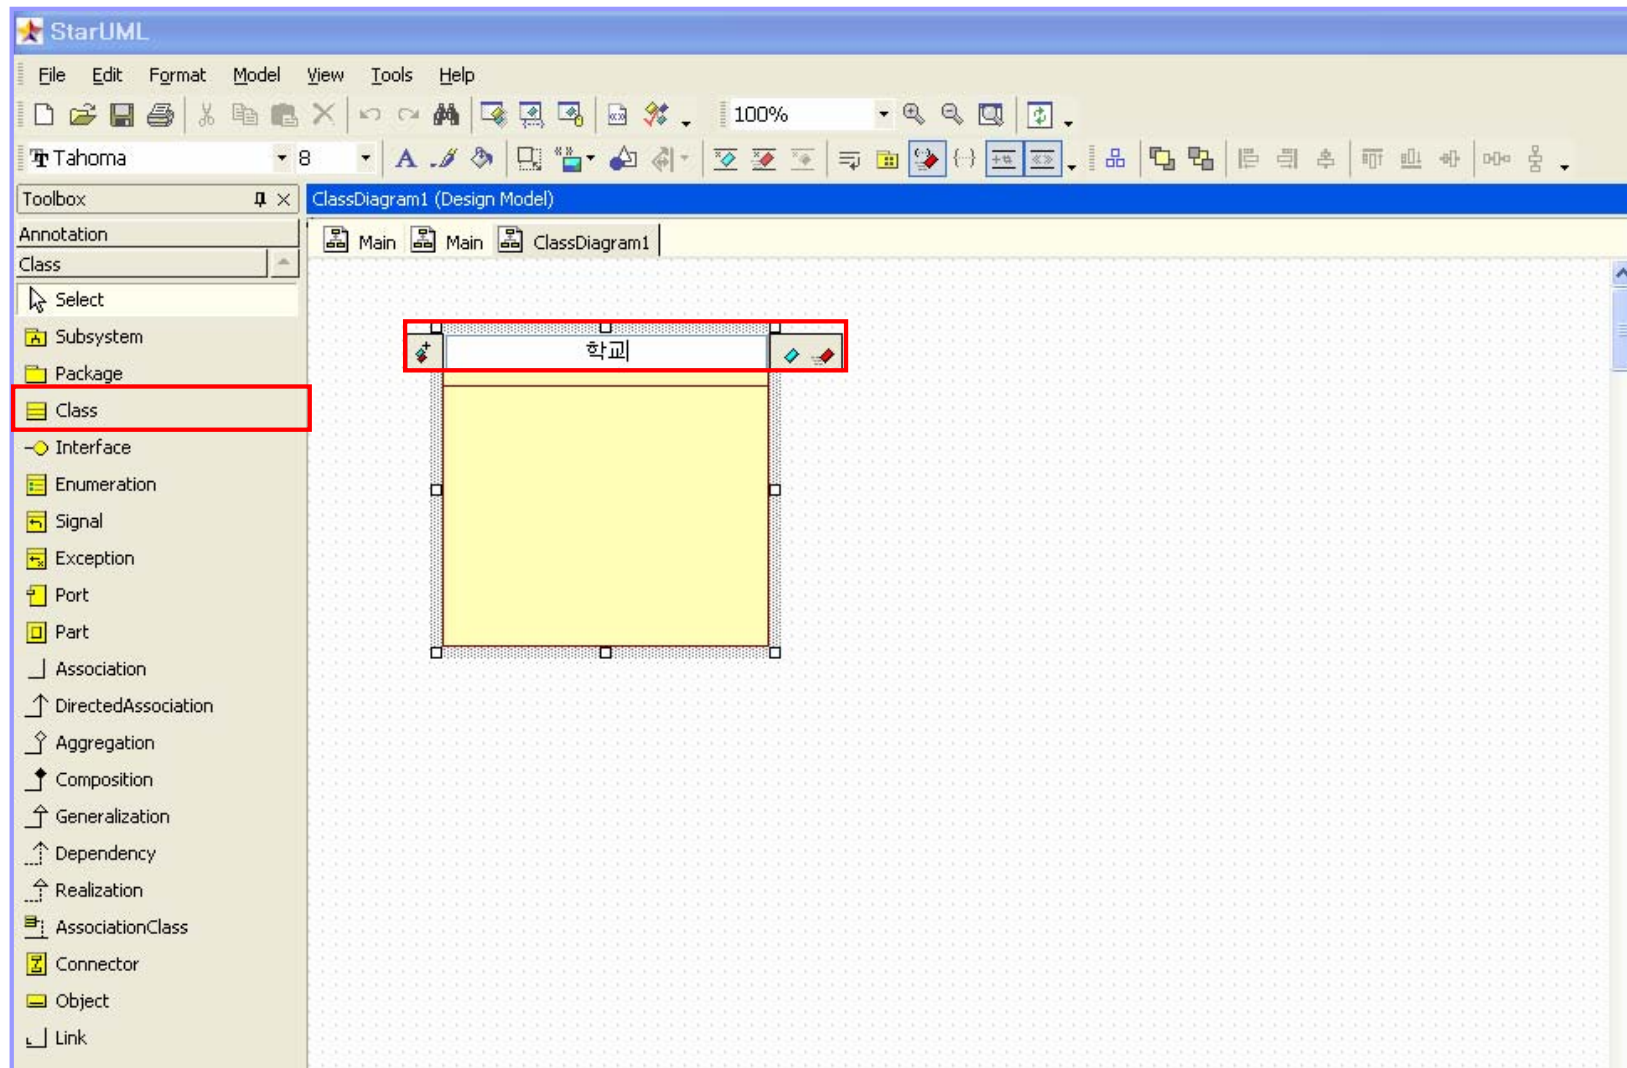 StarUML
File Edit Format Model View Tools Help
100%
Tahoma 8
Toolbox
ClassDiagram1 (Design Model)
Annotation
Main Main ClassDiagram1
Class
Select
Subsystem
학교
Package
Class
Interface
Enumeration
Signal
Exception
Port
Part
Association
DirectedAssociation
Aggregation
Composition
Generalization
Dependency
Realization
AssociationClass
Connector
Object
Link